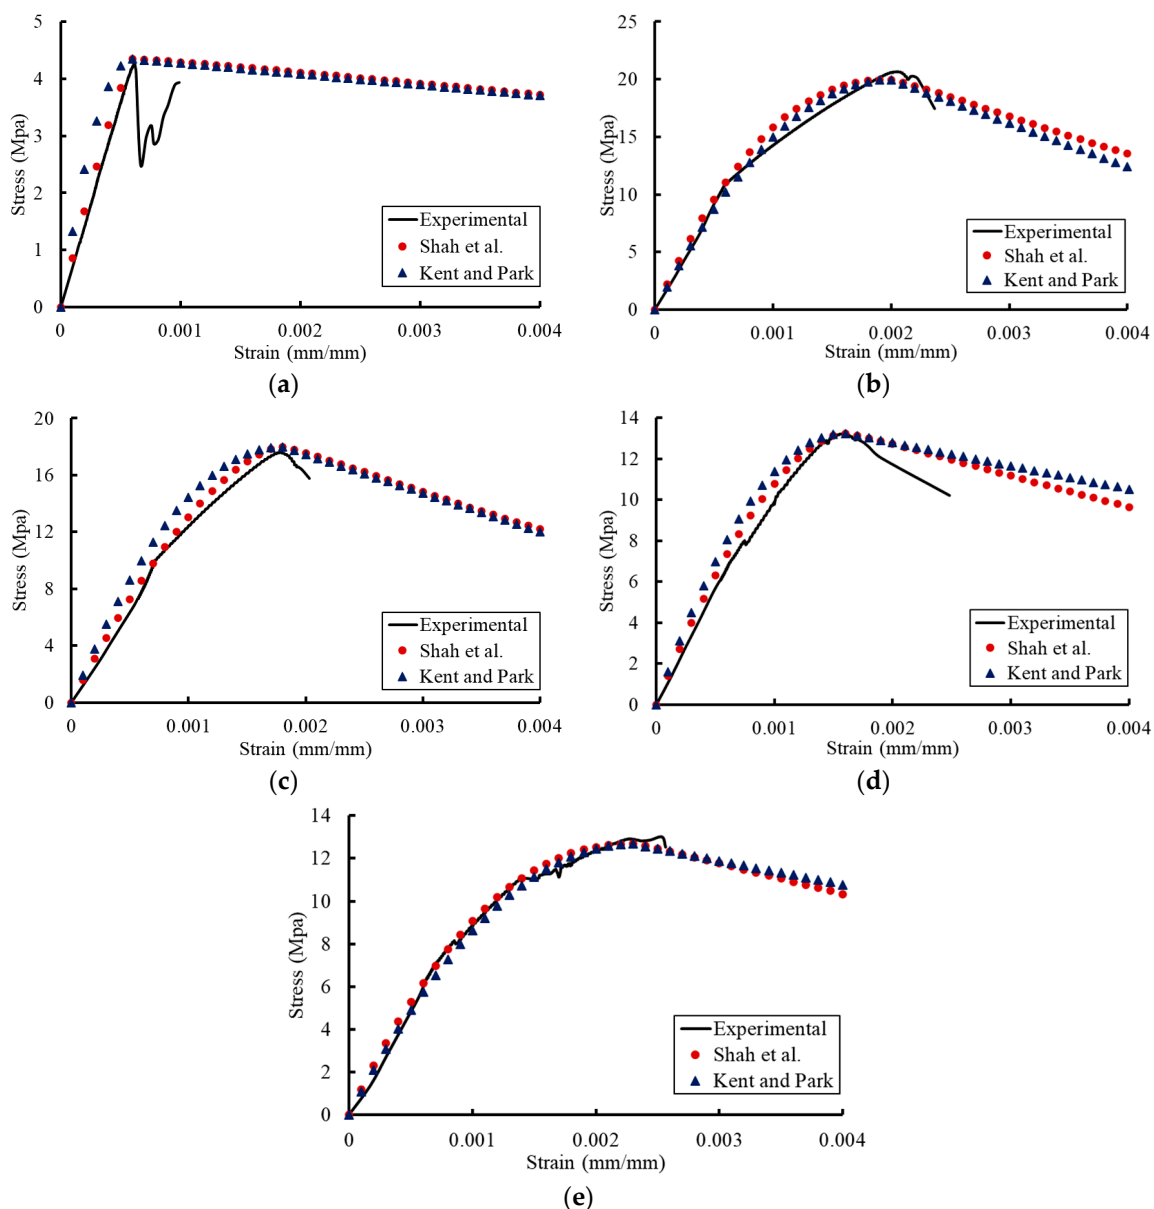 5
4
3
2
1
0
Stress (Mpa)
Experimental
Shah et al.
Kent and Park
0 0.001 0.002 0.003 0.004
Strain (mm/mm)
(a)
25
20
15
10
5
0
Stress (Mpa)
Experimental
Shah et al.
Kent and Park
0 0.001 0.002 0.003 0.004
Strain (mm/mm)
(b)
20
16
12
8
4
0
Stress (Mpa)
Experimental
Shah et al.
Kent and Park
0 0.001 0.002 0.003 0.004
Strain (mm/mm)
(c)
14
12
10
8
6
4
2
0
Stress (Mpa)
Experimental
Shah et al.
Kent and Park
0 0.001 0.002 0.003 0.004
Strain (mm/mm)
(d)
14
12
10
8
6
4
2
0
Stress (Mpa)
Experimental
Shah et al.
Kent and Park
0 0.001 0.002 0.003 0.004
Strain (mm/mm)
(e)